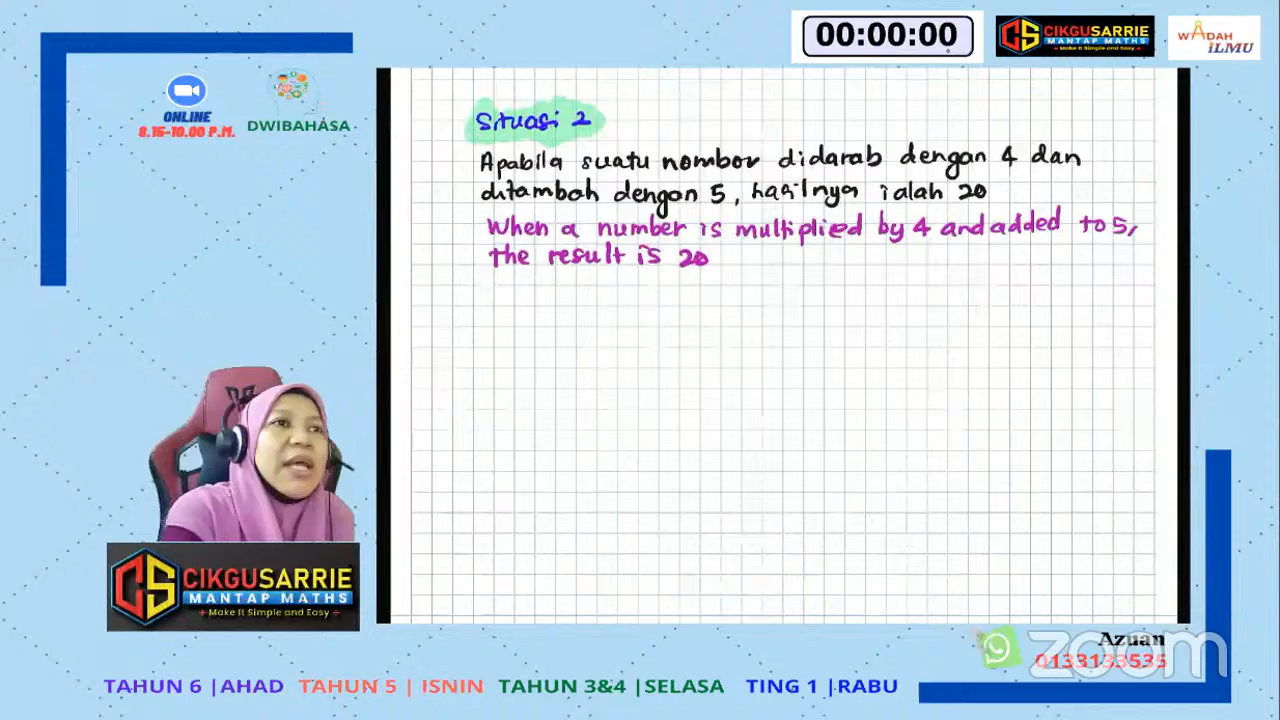 00:00:00
CS CIKGUSARRIE
MANTAP MATHS
Make It Simple and Easy
WADAH
ILMU
ONLINE
8.15-10.00 P.M.
DWIBAHASA
Situasi 2
Apabila suatu nombor didarab dengan 4 dan
ditambah dengan 5, hasilnya ialah 20
When a number is multiplied by 4 and added to 5,
the result is 20
CS CIKGUSARRIE
MANTAP MATHS
Make It Simple and Easy
Azuan
zoom
0133133535
TAHUN 6 |AHAD TAHUN 5 | ISNIN TAHUN 3&4 |SELASA TING 1 |RABU